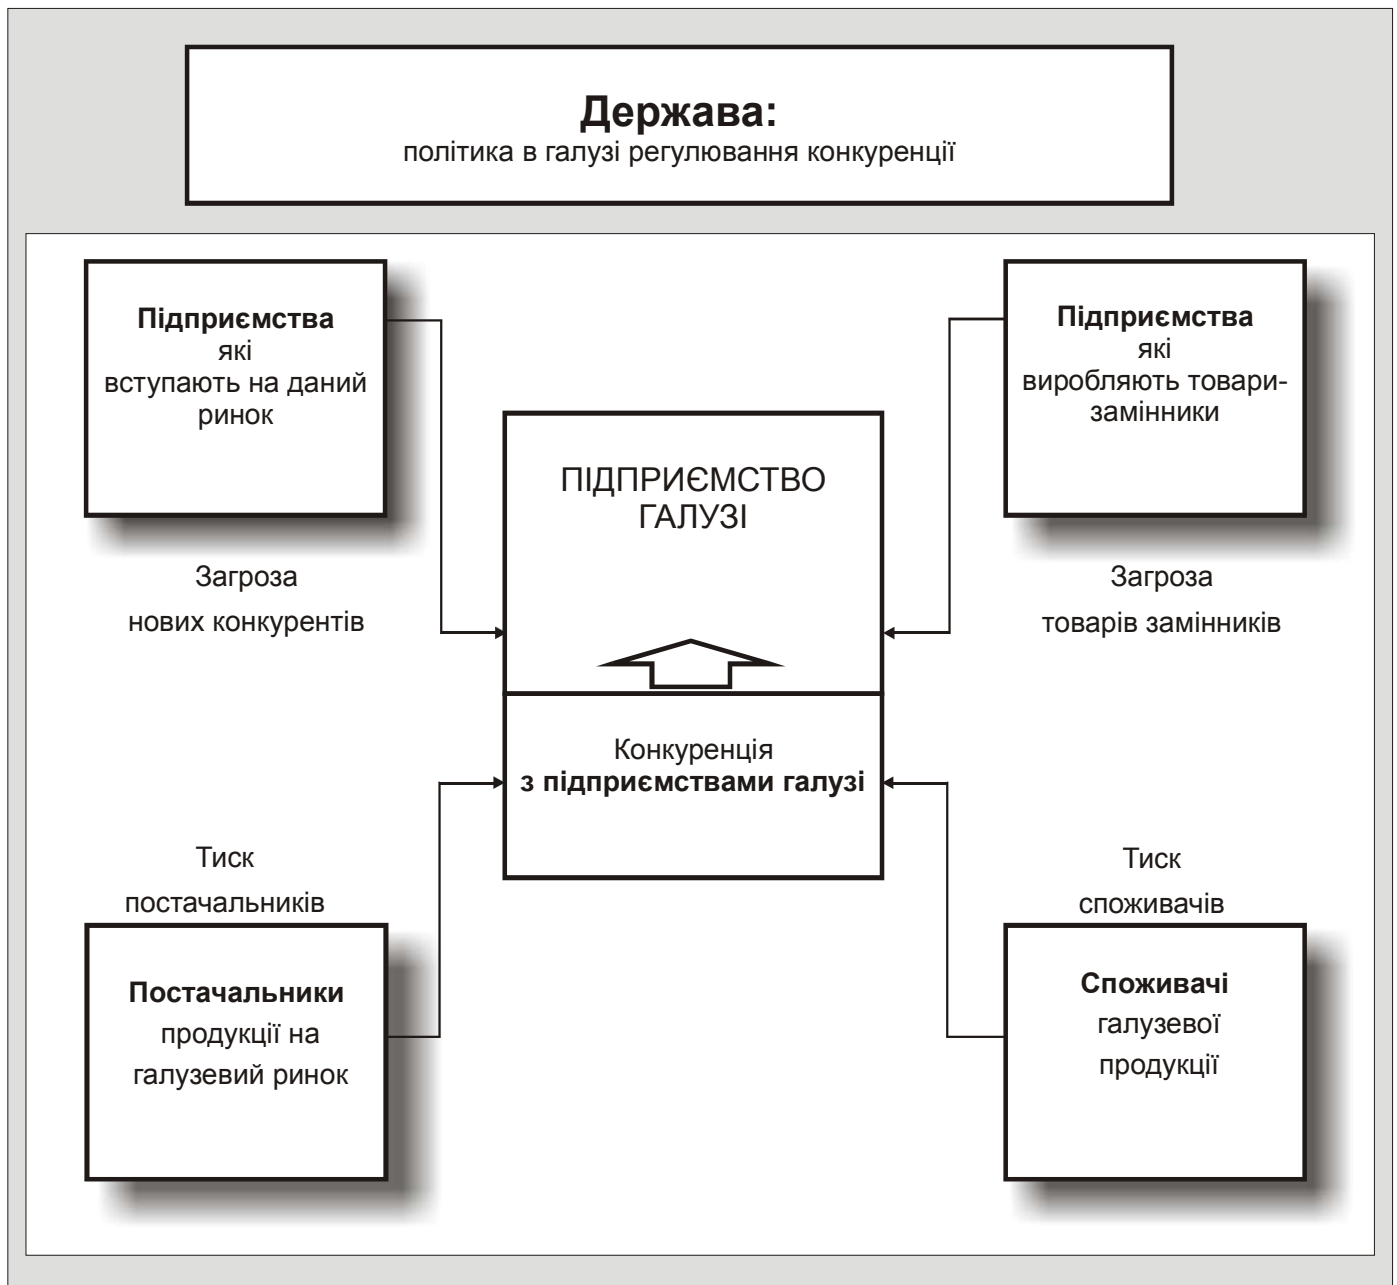 Держава:
політика в галузі регулювання конкуренції
Підприємства
які
вступають на даний
ринок
Підприємства
які
виробляють товари-
замінники
ПІДПРИЄМСТВО
ГАЛУЗІ
Загроза
нових конкурентів
Загроза
товарів замінників
Конкуренція
з підприємствами галузі
Тиск
постачальників
Тиск
споживачів
Постачальники
продукції на
галузевий ринок
Споживачі
галузевої
продукції